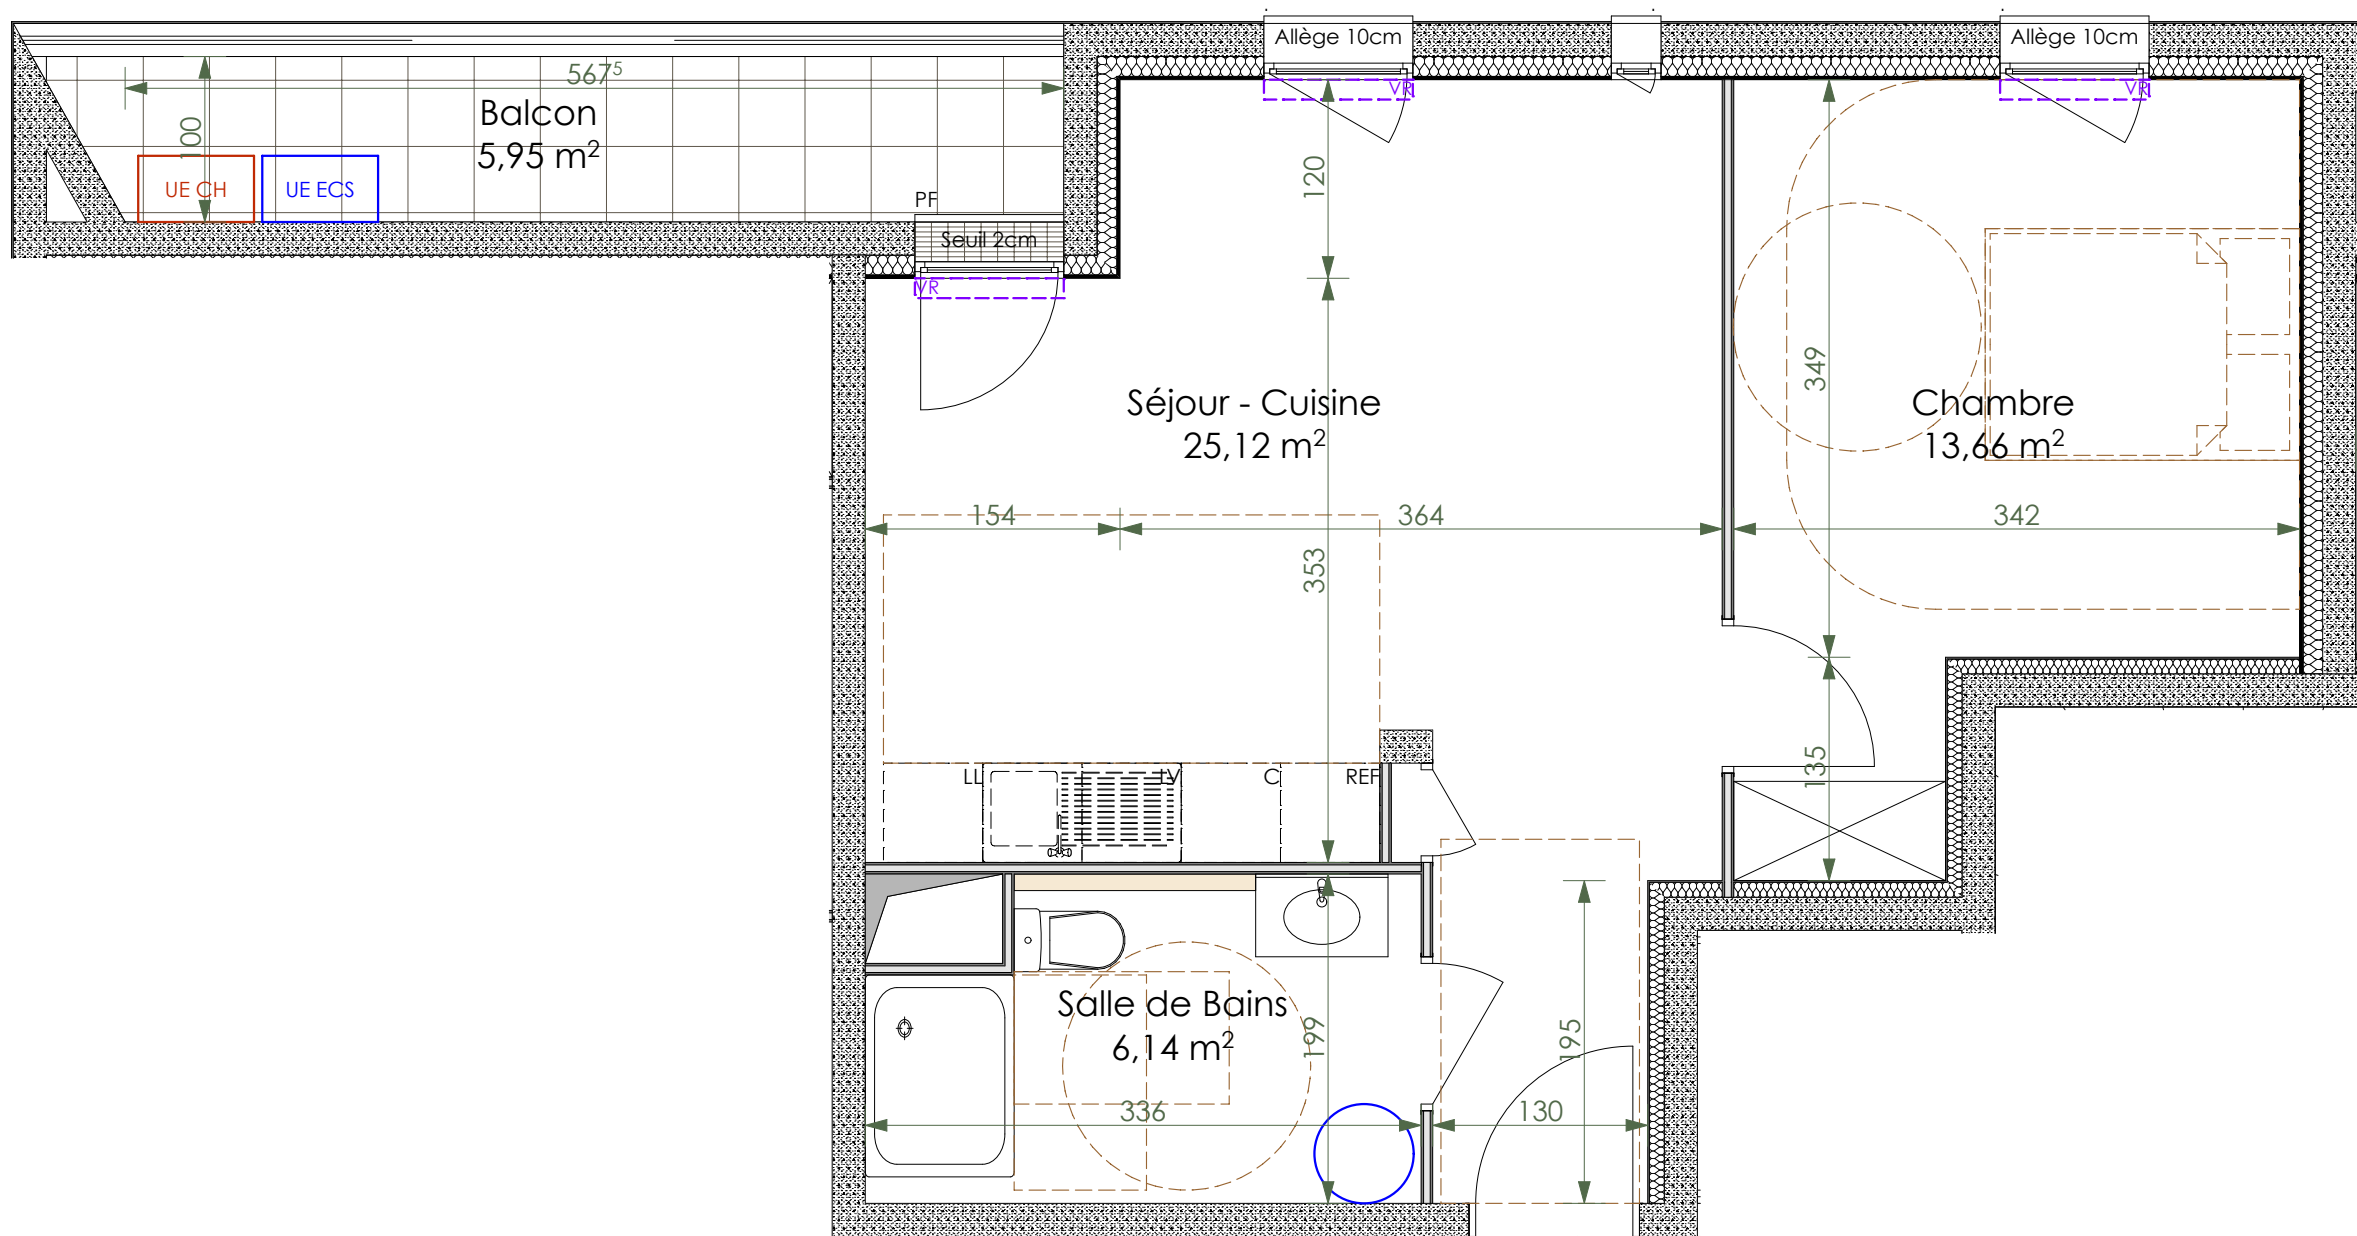 Allège 10cm
Allège 10cm
VR
VR
567⁵
Balcon
5,95 m²
100
UE CH
UE ECS
PF
Seuil 2cm
VR
120
349
Séjour - Cuisine
25,12 m²
Chambre
13,66 m²
154
364
342
353
LL
LV
C
REF
135
Salle de Bains
6,14 m²
199
195
336
130